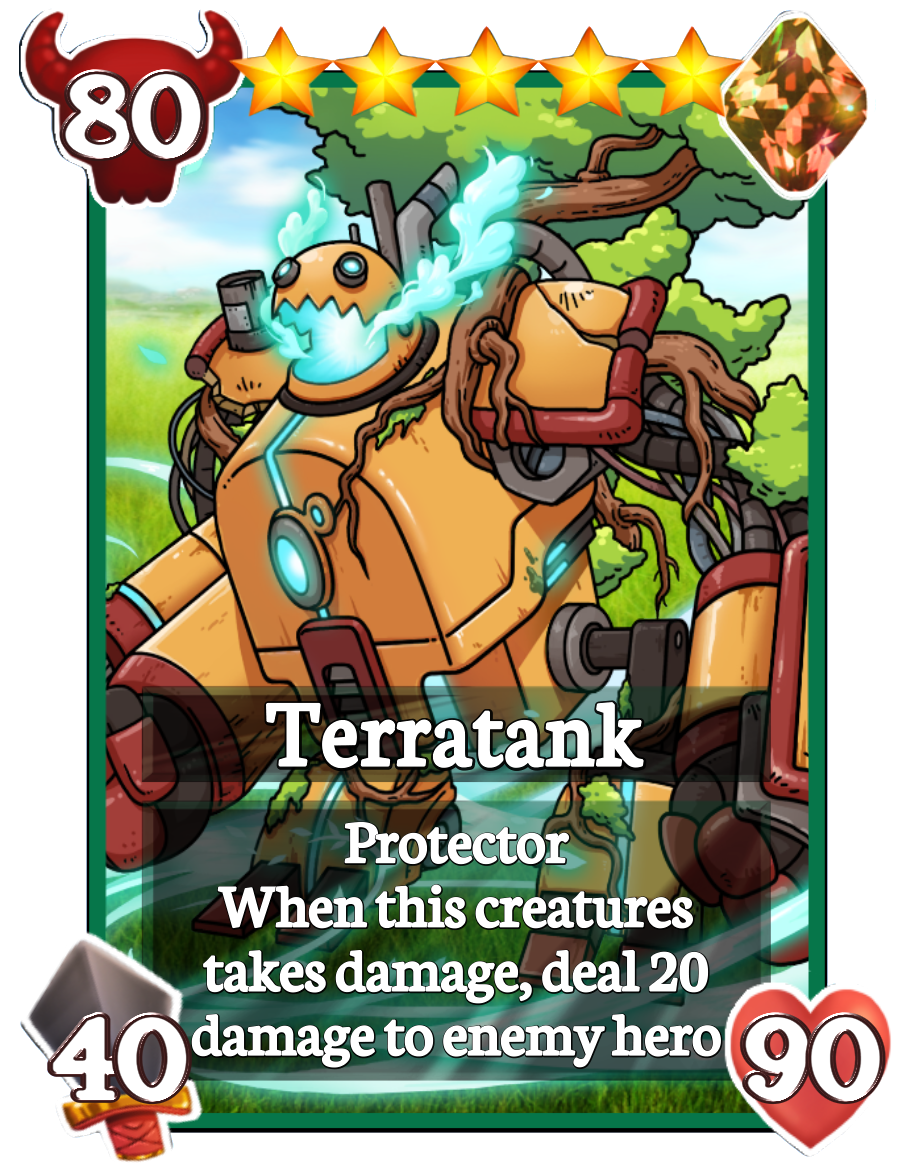 80
Terratank
Protector
When this creatures
takes damage, deal 20
damage to enemy hero
40
90